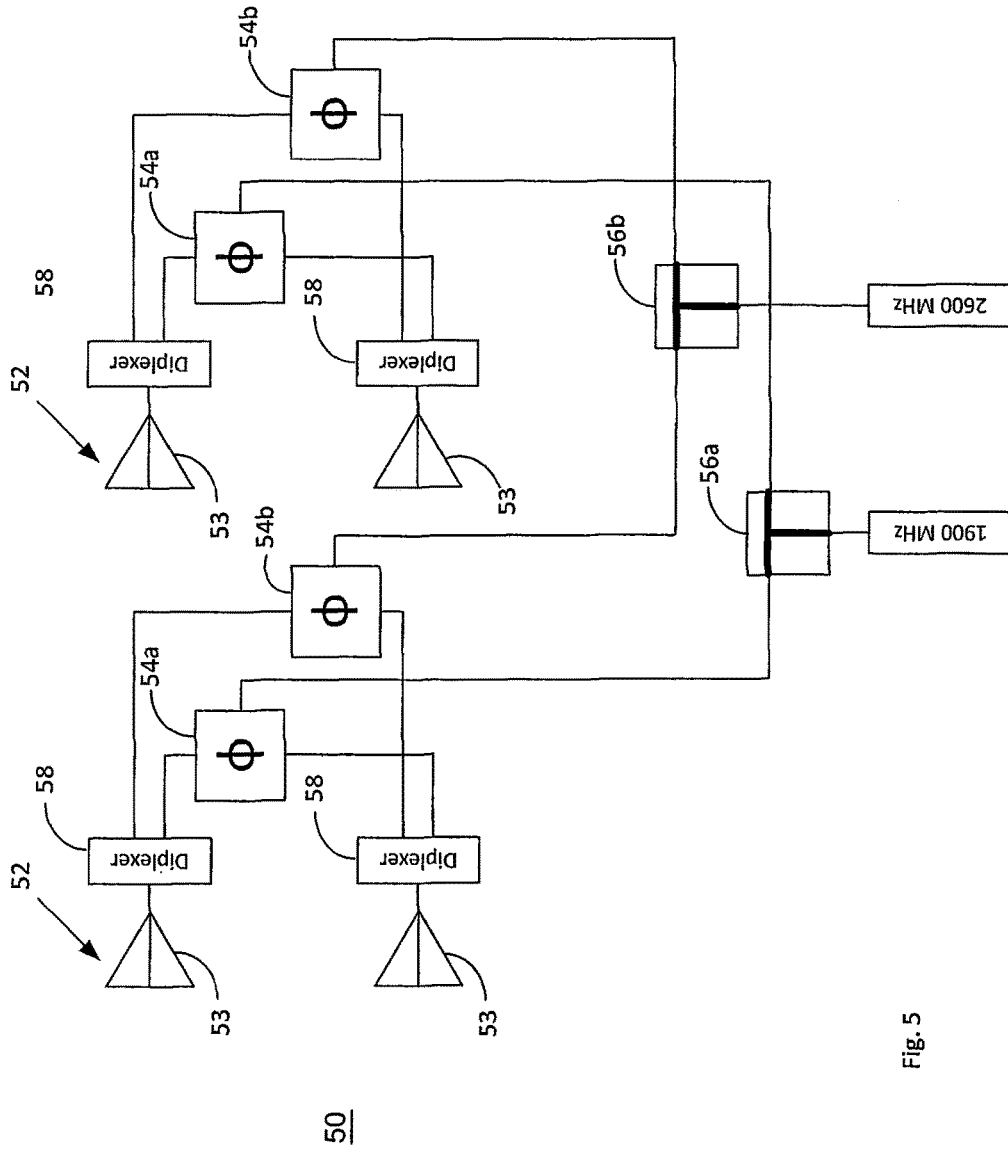 52
58
52
58
Diplexer
54a
Diplexer
54a
53
53
ϕ
ϕ
54b
54b
58
58
50
ϕ
ϕ
Diplexer
Diplexer
53
53
56b
56a
1900 MHz
2600 MHz
Fig. 5